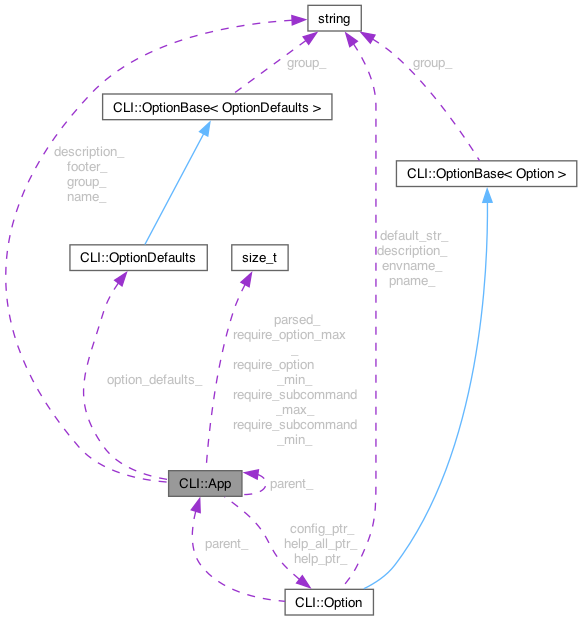 string
group_
group_
CLI::OptionBase< OptionDefaults >
description_
footer_
group_
name_
CLI::OptionBase< Option >
default_str_
description_
envname_
pname_
CLI::OptionDefaults
size_t
parsed_
require_option_max
_
require_option
_min_
require_subcommand
_max_
require_subcommand
_min_
option_defaults_
CLI::App
parent_
config_ptr_
help_all_ptr_
help_ptr_
parent_
CLI::Option